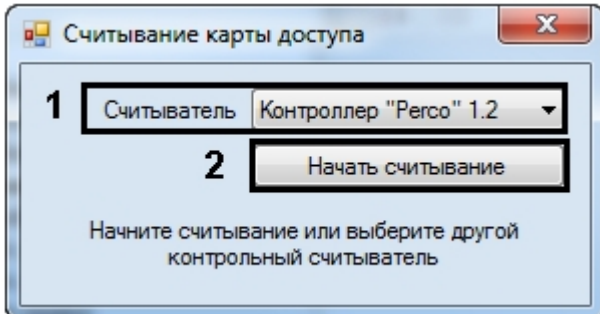 Считывание карты доступа
1 Считыватель Контроллер "Perco" 1.2
2 Начать считывание
Начните считывание или выберите другой
контрольный считыватель